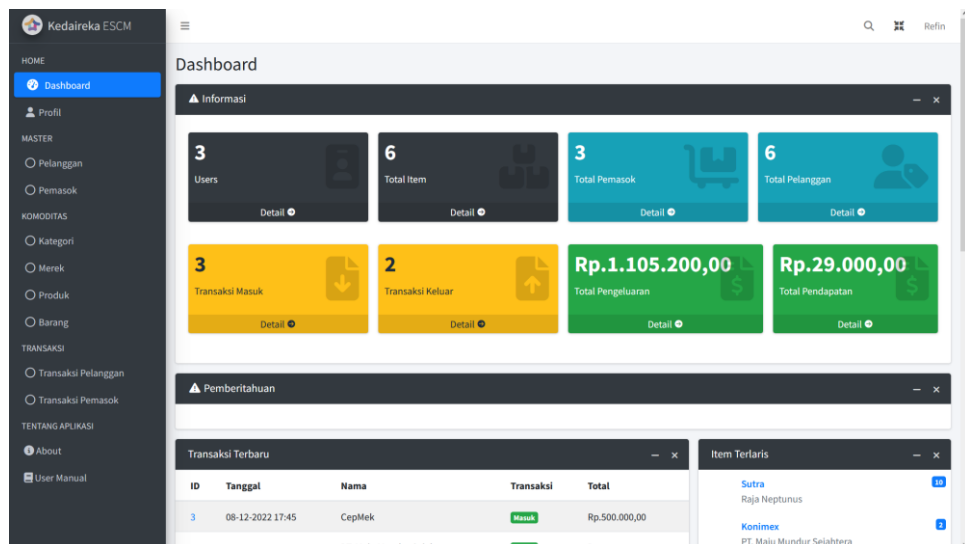 Kedaireka ESCM
Refin
HOME
Dashboard
Profil
MASTER
Pelanggan
Pemasok
KOMODITAS
Kategori
Merek
Produk
Barang
TRANSAKSI
Transaksi Pelanggan
Transaksi Pemasok
TENTANG APLIKASI
About
User Manual
Dashboard
Informasi
3
Users
Detail
6
Total Item
Detail
3
Total Pemasok
Detail
6
Total Pelanggan
Detail
3
Transaksi Masuk
Detail
2
Transaksi Keluar
Detail
Rp.1.105.200,00
Total Pengeluaran
Detail
Rp.29.000,00
Total Pendapatan
Detail
Pemberitahuan
Transaksi Terbaru
ID Tanggal Nama Transaksi Total
3 08-12-2022 17:45 CepMek Masuk Rp.500.000,00
Item Terlaris
Sutra 10
Raja Neptunus
Konimex 2
PT. Maju Mundur Sejahtera